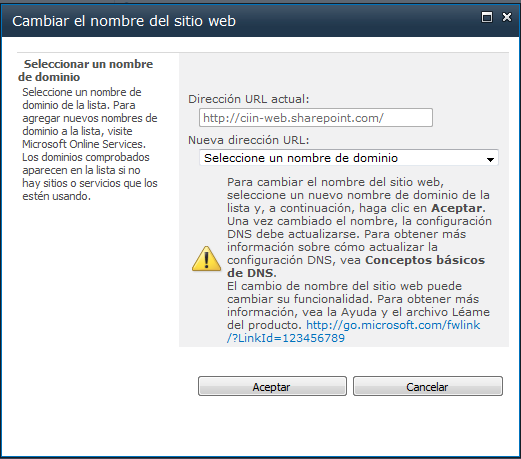 Cambiar el nombre del sitio web
Seleccionar un nombre
de dominio
Seleccione un nombre de
dominio de la lista. Para
agregar nuevos nombres de
dominio a la lista, visite
Microsoft Online Services.
Los dominios comprobados
aparecen en la lista si no
hay sitios o servicios que los
estén usando.
Dirección URL actual:
http://ciin-web.sharepoint.com/
Nueva dirección URL:
Seleccione un nombre de dominio
Para cambiar el nombre del sitio web,
seleccione un nuevo nombre de dominio de la
lista y, a continuación, haga clic en Aceptar.
Una vez cambiado el nombre, la configuración
DNS debe actualizarse. Para obtener más
información sobre cómo actualizar la
configuración DNS, vea Conceptos básicos
de DNS.
El cambio de nombre del sitio web puede
cambiar su funcionalidad. Para obtener más
información, vea la Ayuda y el archivo Léame
del producto. http://go.microsoft.com/fwlink
/?LinkId=123456789
Aceptar
Cancelar